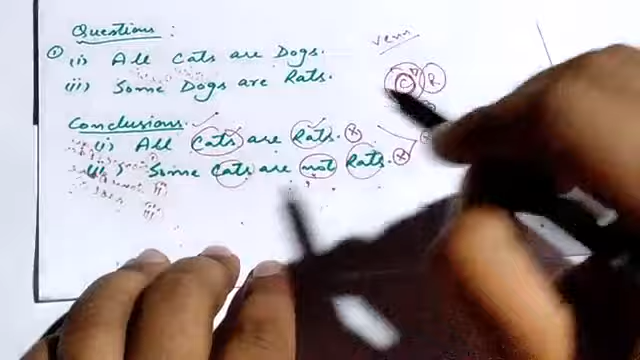 Questions:
① (i) All Cats are Dogs.
(ii) Some Dogs are Rats.
Conclusions.
(i) All Cats are Rats. ⓧ
(ii) Some Cats are not Rats. ⓧ
venn
C R